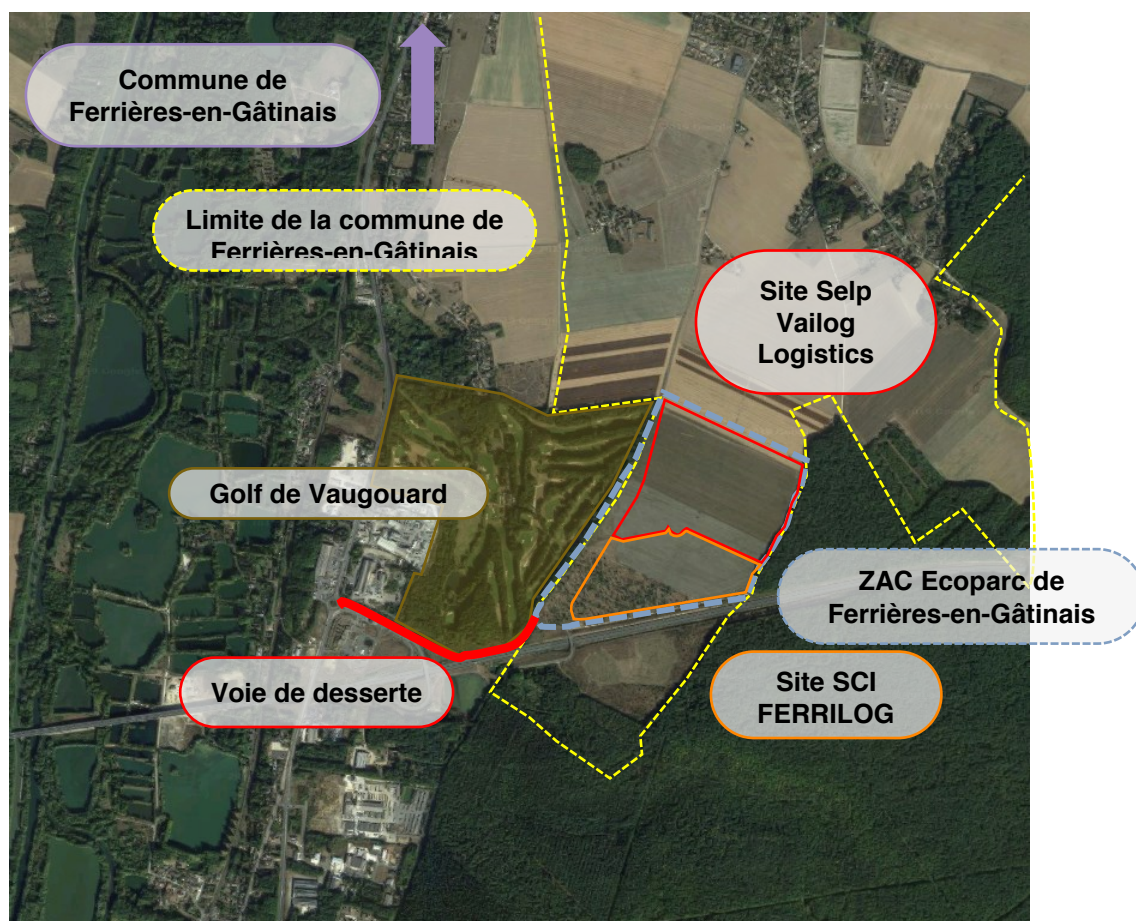 Commune de
Ferrières-en-Gâtinais
Limite de la commune de
Ferrières-en-Gâtinais
Site Selp
Vailog
Logistics
Golf de Vaugouard
ZAC Ecoparc de
Ferrières-en-Gâtinais
Voie de desserte
Site SCI
FERRILOG